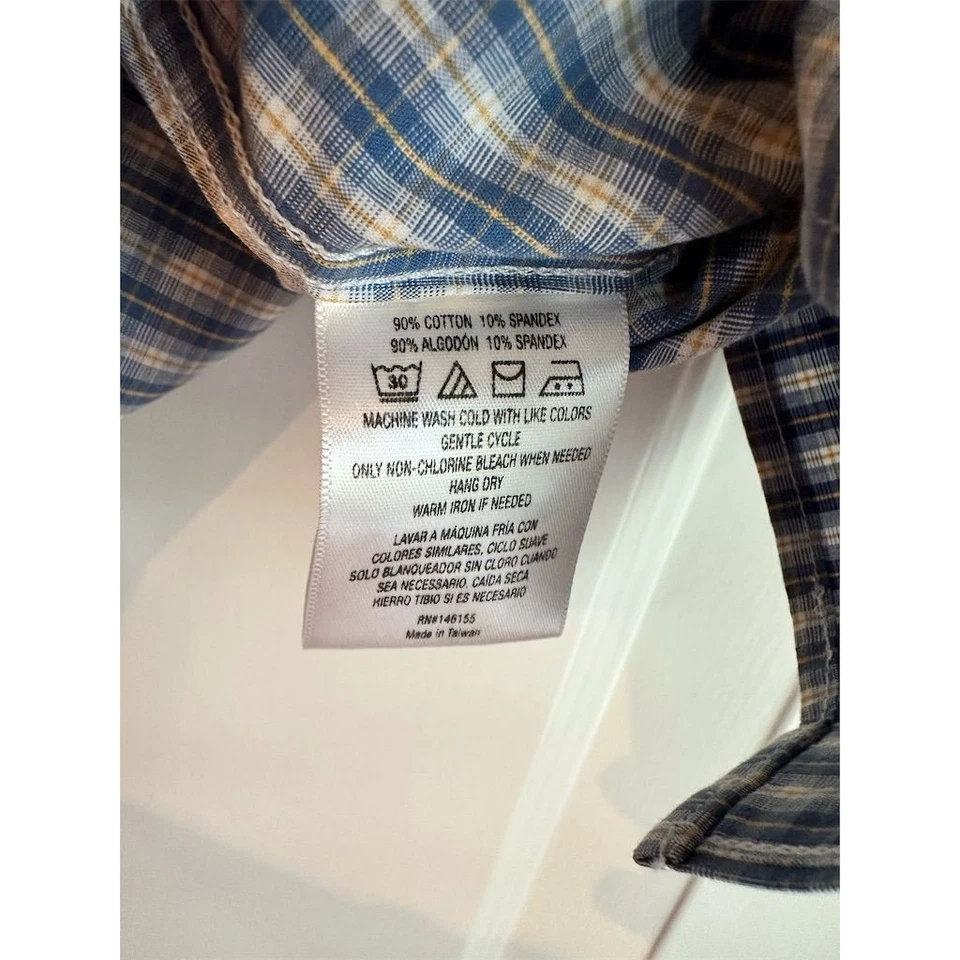 90% COTTON 10% SPANDEX
90% ALGODÓN 10% SPANDEX
30
MACHINE WASH COLD WITH LIKE COLORS
GENTLE CYCLE
ONLY NON-CHLORINE BLEACH WHEN NEEDED
HANG DRY
WARM IRON IF NEEDED
LAVAR A MÁQUINA FRÍA CON
COLORES SIMILARES, CICLO SUAVE
SOLO BLANQUEADOR SIN CLORO CUANDO
SEA NECESSARIO, CAÍDA SECA
HIERRO TIBIO SI ES NECESARIO
RN#146155
Made in Taiwan